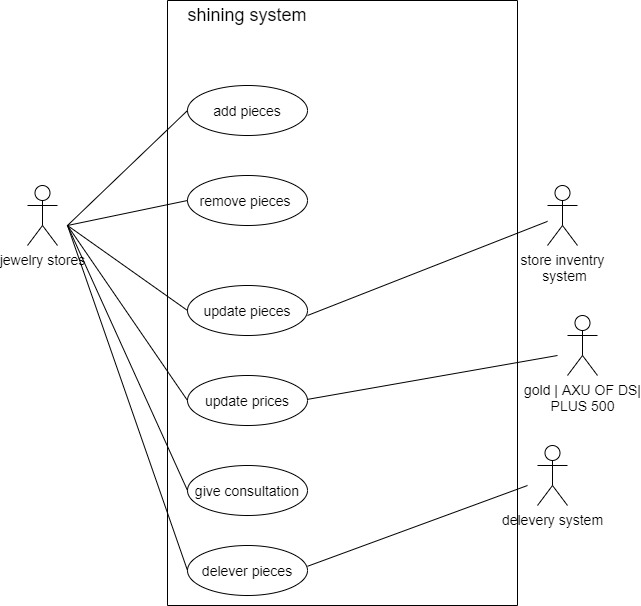 shining system
add pieces
remove pieces
jewelry stores
store inventry
system
update pieces
gold | AXU OF DS|
PLUS 500
update prices
give consultation
delevery system
delever pieces